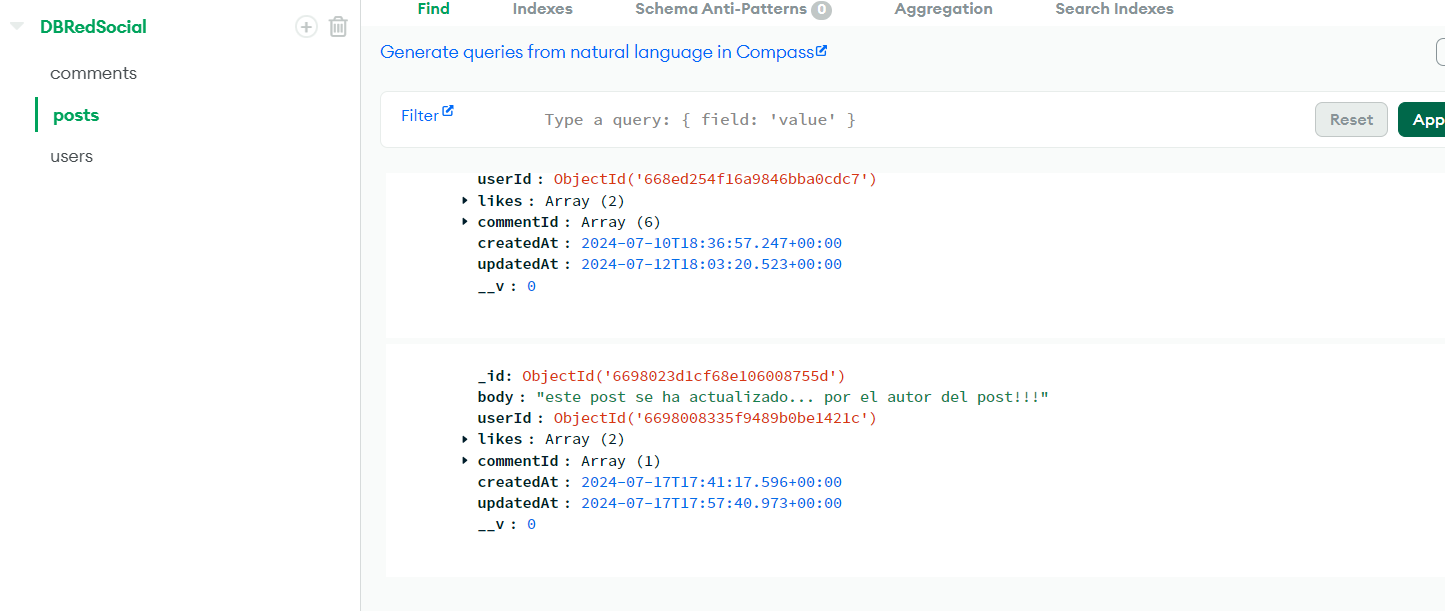 DBRedSocial
comments
posts
users
Find Indexes Schema Anti-Patterns 0 Aggregation Search Indexes
Generate queries from natural language in Compass
Filter Type a query: { field: 'value' } Reset App
userId : ObjectId('668ed254f16a9846bba0cdc7')
likes : Array (2)
commentId : Array (6)
createdAt : 2024-07-10T18:36:57.247+00:00
updatedAt : 2024-07-12T18:03:20.523+00:00
__v : 0
_id: ObjectId('6698023d1cf68e106008755d')
body : "este post se ha actualizado... por el autor del post!!!"
userId : ObjectId('6698008335f9489b0be1421c')
likes : Array (2)
commentId : Array (1)
createdAt : 2024-07-17T17:41:17.596+00:00
updatedAt : 2024-07-17T17:57:40.973+00:00
__v : 0